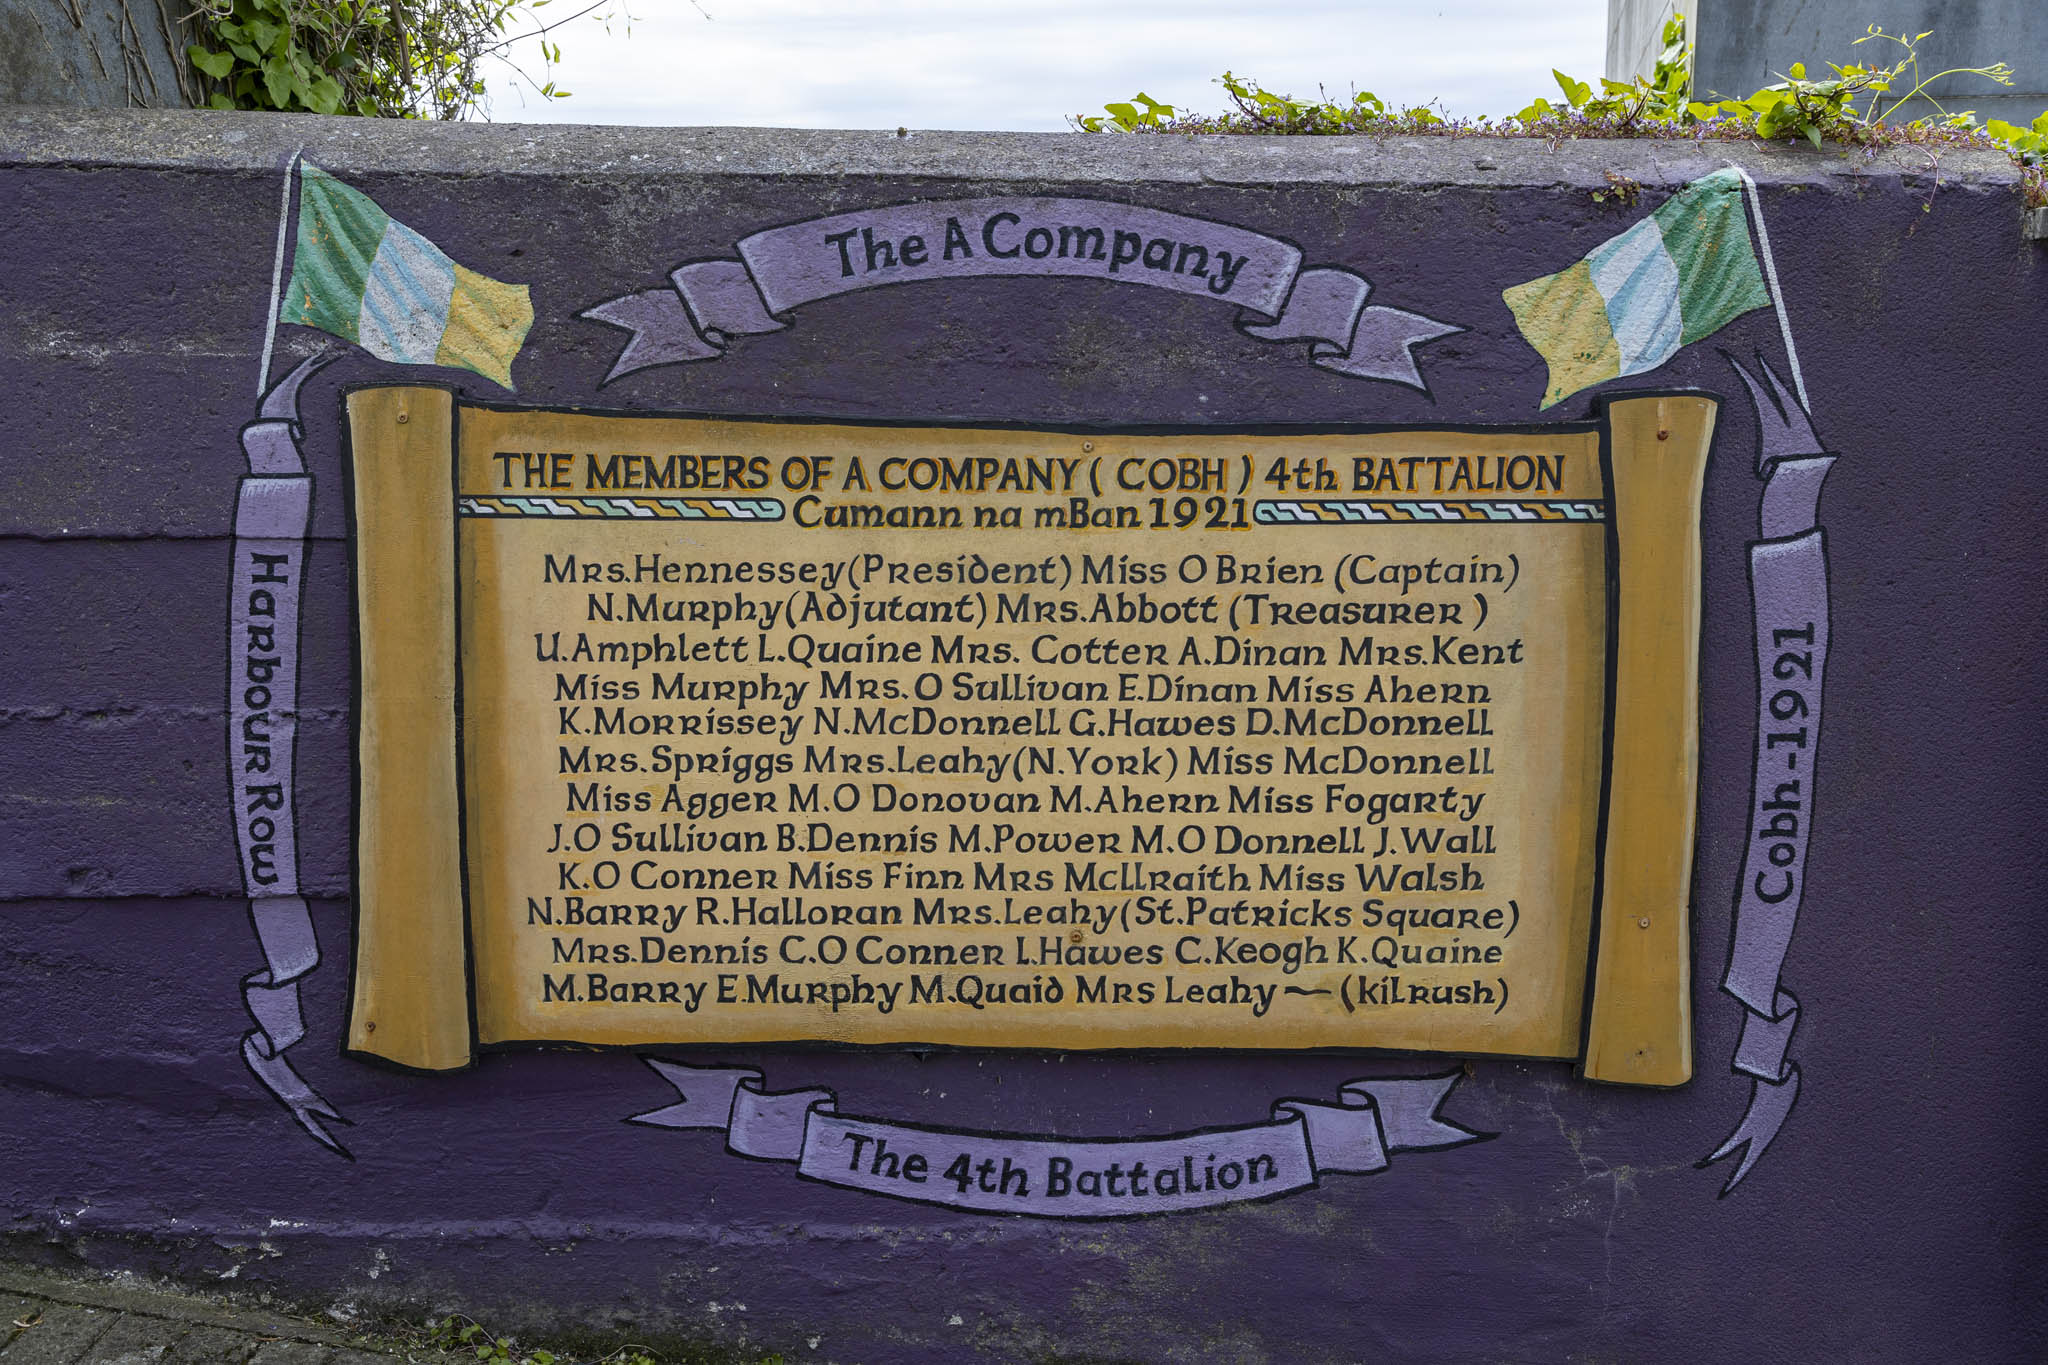 The A Company
THE MEMBERS OF A COMPANY ( COBH ) 4th BATTALION
Cumann na mBan 1921
Mrs.Hennessey(President) Miss O Brien (Captain)
N.Murphy(Adjutant) Mrs.Abbott (Treasurer )
U.Amphlett L.Quaine Mrs. Cotter A.Dinan Mrs.Kent
Miss Murphy Mrs.O Sullivan E.Dinan Miss Ahern
K.Morrissey N.McDonnell G.Hawes D.McDonnell
Mrs.Spriggs Mrs.Leahy(N.York) Miss McDonnell
Miss Agger M.O Donovan M.Ahern Miss Fogarty
J.O Sullivan B.Dennis M.Power M.O Donnell J.Wall
K.O Conner Miss Finn Mrs McIlraith Miss Walsh
N.Barry R.Halloran Mrs.Leahy(St.Patricks Square)
Mrs.Dennis C.O Conner L.Hawes C.Keogh K.Quaine
M.Barry E.Murphy M.Quaid Mrs Leahy — (kilrush)
Harbour Row
Cobh-1921
The 4th Battalion